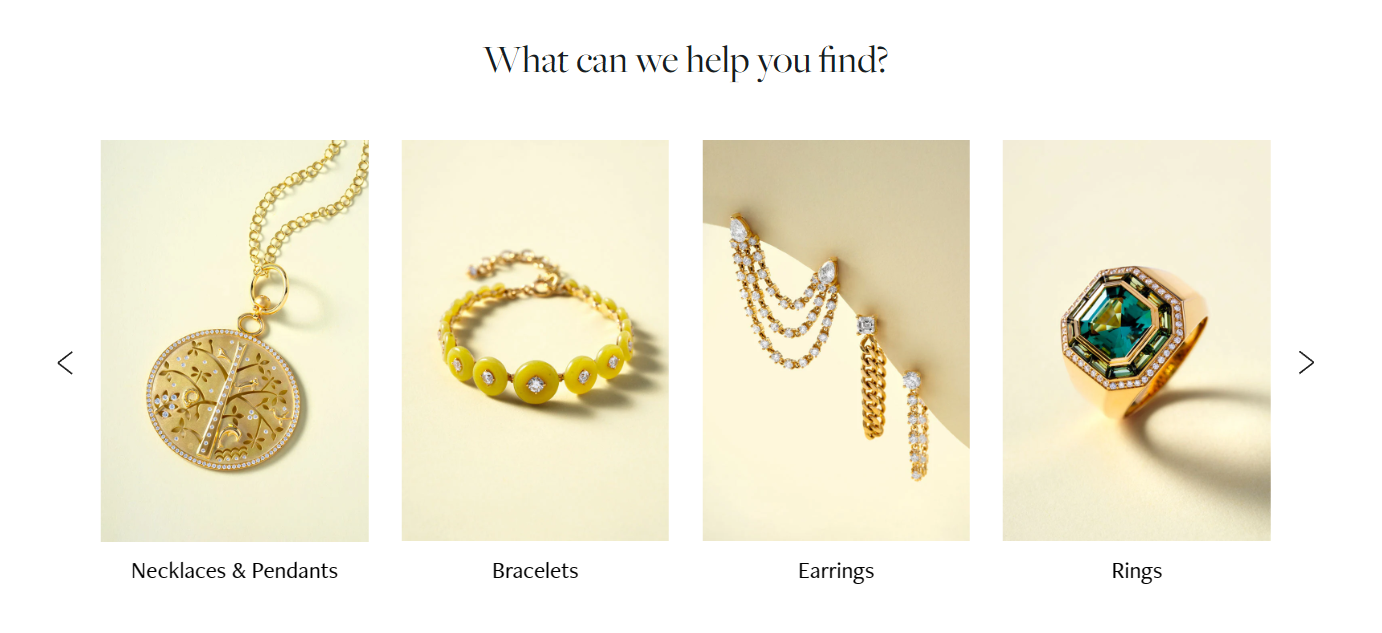 What can we help you find?
Necklaces & Pendants
Bracelets
Earrings
Rings